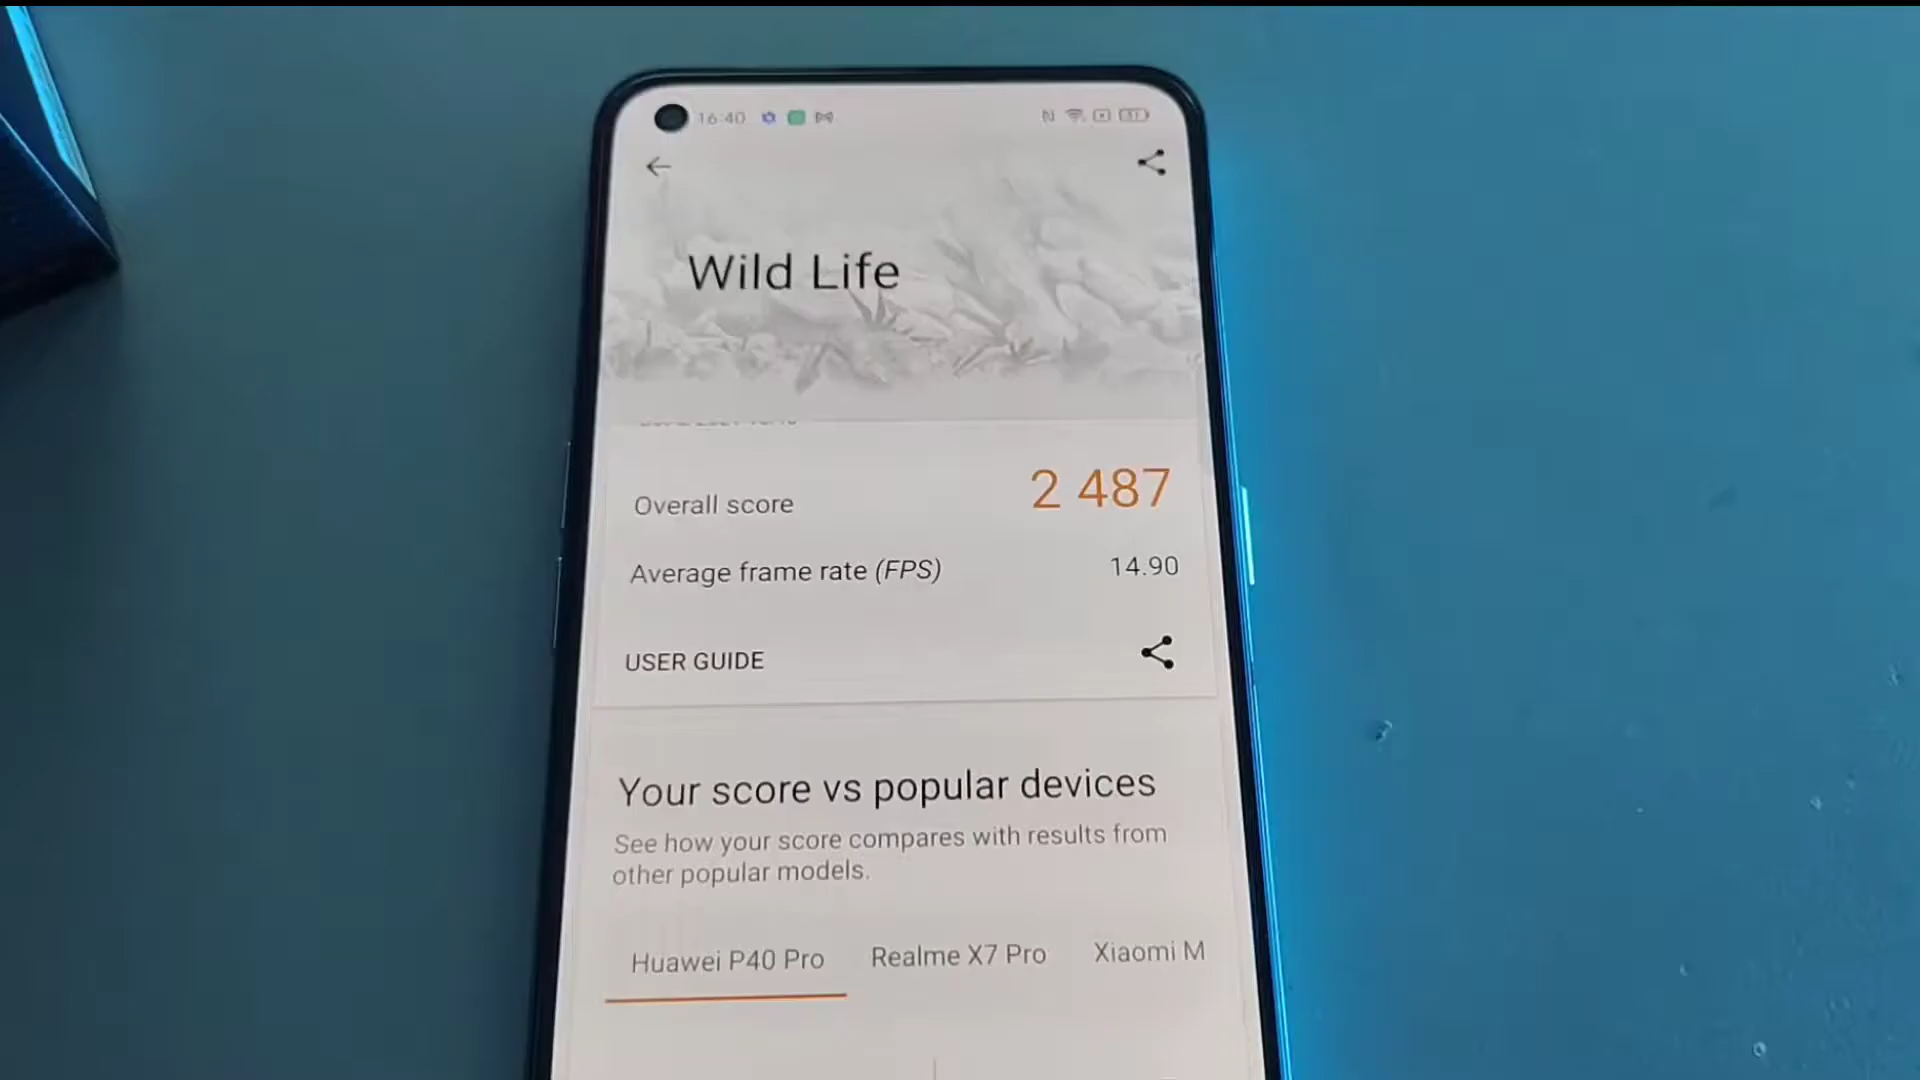 16:40
Wild Life
Overall score
2 487
Average frame rate (FPS)
14.90
USER GUIDE
Your score vs popular devices
See how your score compares with results from
other popular models.
Huawei P40 Pro
Realme X7 Pro
Xiaomi M